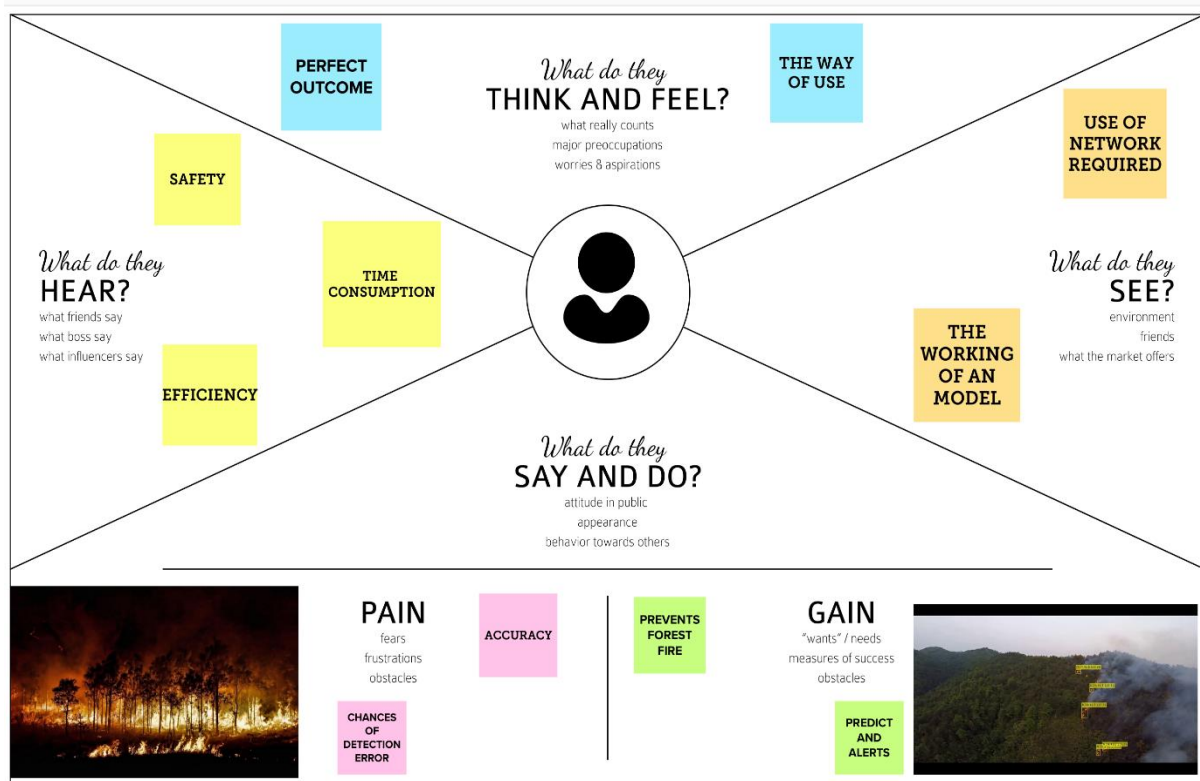 PERFECT
OUTCOME
What do they
THINK AND FEEL?
what really counts
major preoccupations
worries & aspirations
THE WAY
OF USE
USE OF
NETWORK
REQUIRED
SAFETY
What do they
HEAR?
what friends say
what boss say
what influencers say
TIME
CONSUMPTION
EFFICIENCY
What do they
SEE?
environment
friends
what the market offers
THE
WORKING
OF AN
MODEL
What do they
SAY AND DO?
attitude in public
appearance
behavior towards others
PAIN
fears
frustrations
obstacles
ACCURACY
CHANCES
OF
DETECTION
ERROR
PREVENTS
FOREST
FIRE
GAIN
"wants" / needs
measures of success
obstacles
PREDICT
AND
ALERTS